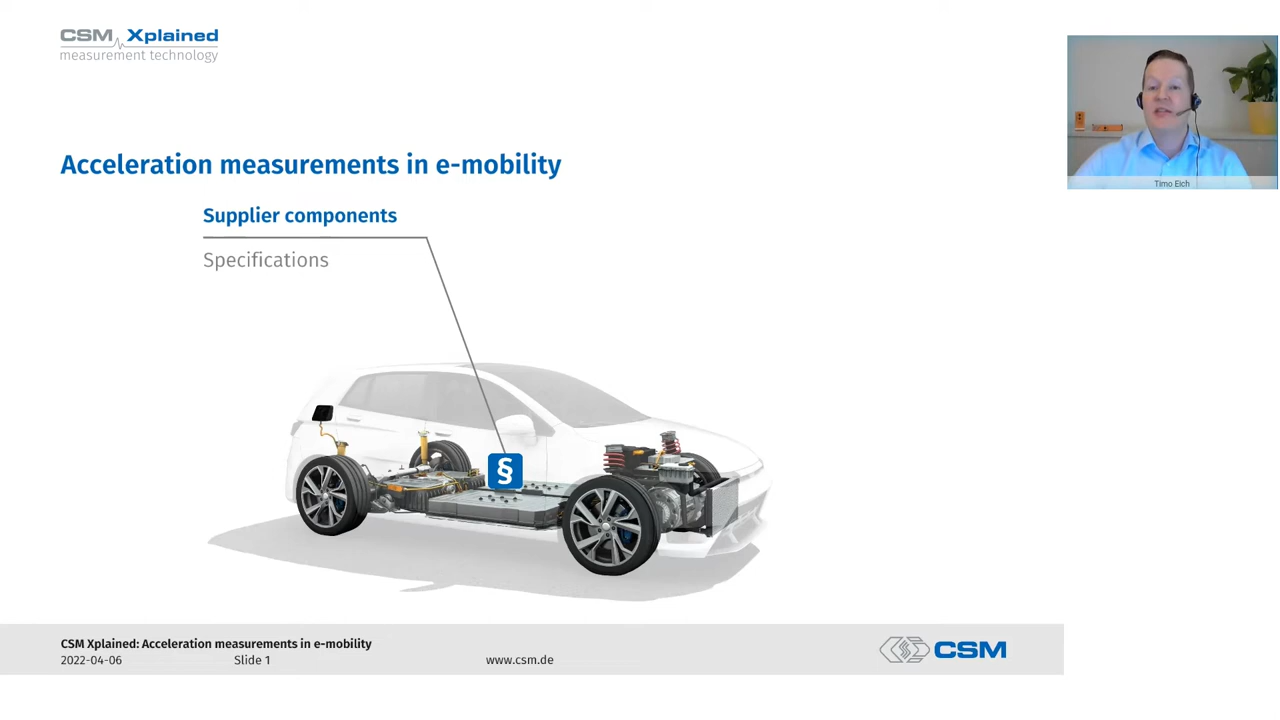 CSM Xplained
measurement technology
Timo Eich
Acceleration measurements in e-mobility
Supplier components
Specifications
§
CSM Xplained: Acceleration measurements in e-mobility
2022-04-06 Slide 1 www.csm.de
CSM